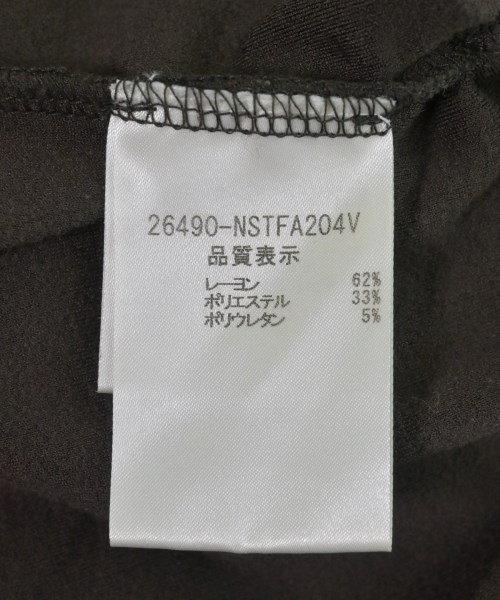 26490-NSTFA204V
品質表示
レーヨン 62%
ポリエステル 33%
ポリウレタン 5%